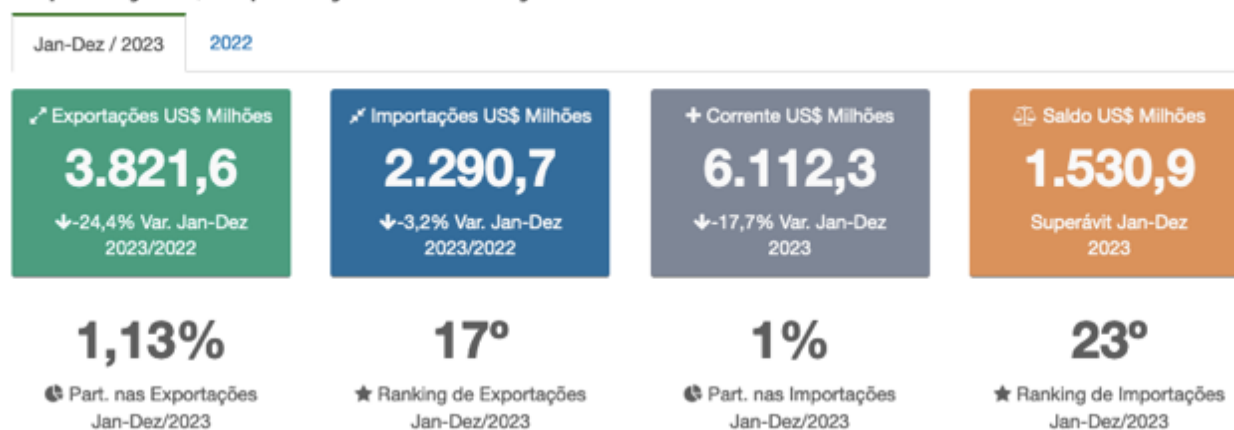 Jan-Dez / 2023
2022
Exportações US$ Milhões
3.821,6
-24,4% Var. Jan-Dez
2023/2022
Importações US$ Milhões
2.290,7
-3,2% Var. Jan-Dez
2023/2022
+ Corrente US$ Milhões
6.112,3
-17,7% Var. Jan-Dez
2023
Saldo US$ Milhões
1.530,9
Superávit Jan-Dez
2023
1,13%
Part. nas Exportações
Jan-Dez/2023
17º
Ranking de Exportações
Jan-Dez/2023
1%
Part. nas Importações
Jan-Dez/2023
23º
Ranking de Importações
Jan-Dez/2023